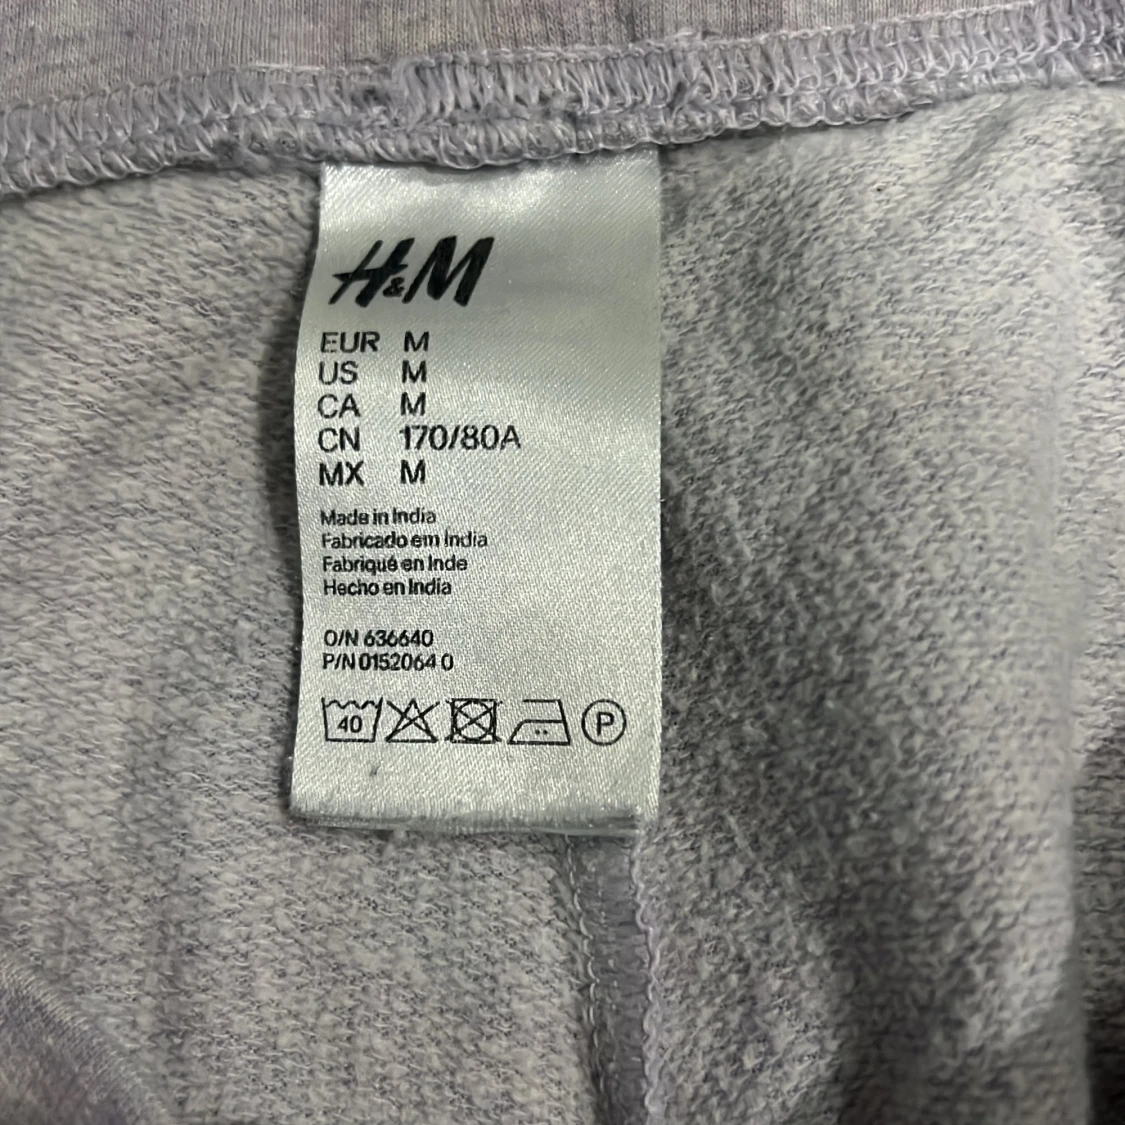 H&M
EUR M
US M
CA M
CN 170/80A
MX M
Made in India
Fabricado em Índia
Fabriqué en Inde
Hecho en India
O/N 636640
P/N 0152064 0
40 P